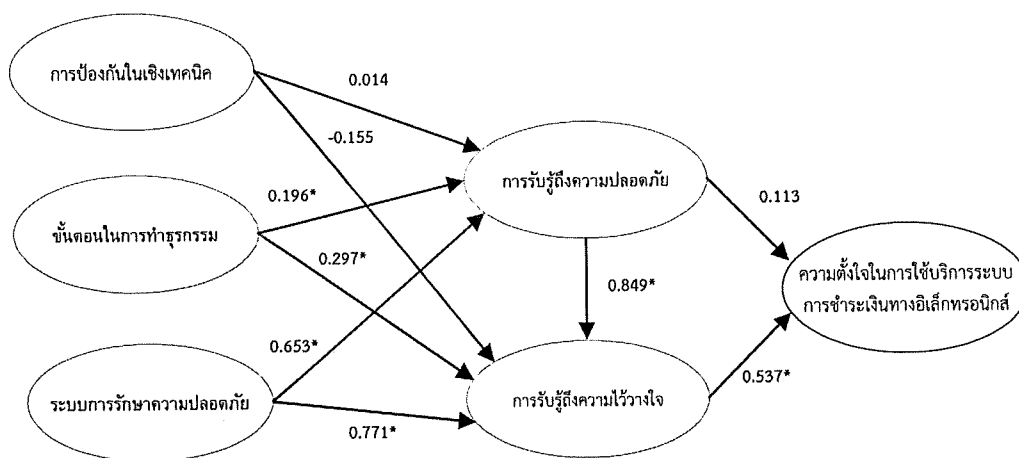 การป้องกันในเชิงเทคนิค
0.014
-0.155
การรับรู้ถึงความปลอดภัย
0.196*
0.113
ขั้นตอนในการทำธุรกรรม
0.297*
0.849*
ความตั้งใจในการใช้บริการระบบ
การชำระเงินทางอิเล็กทรอนิกส์
0.653*
0.537*
ระบบการรักษาความปลอดภัย
การรับรู้ถึงความไว้วางใจ
0.771*